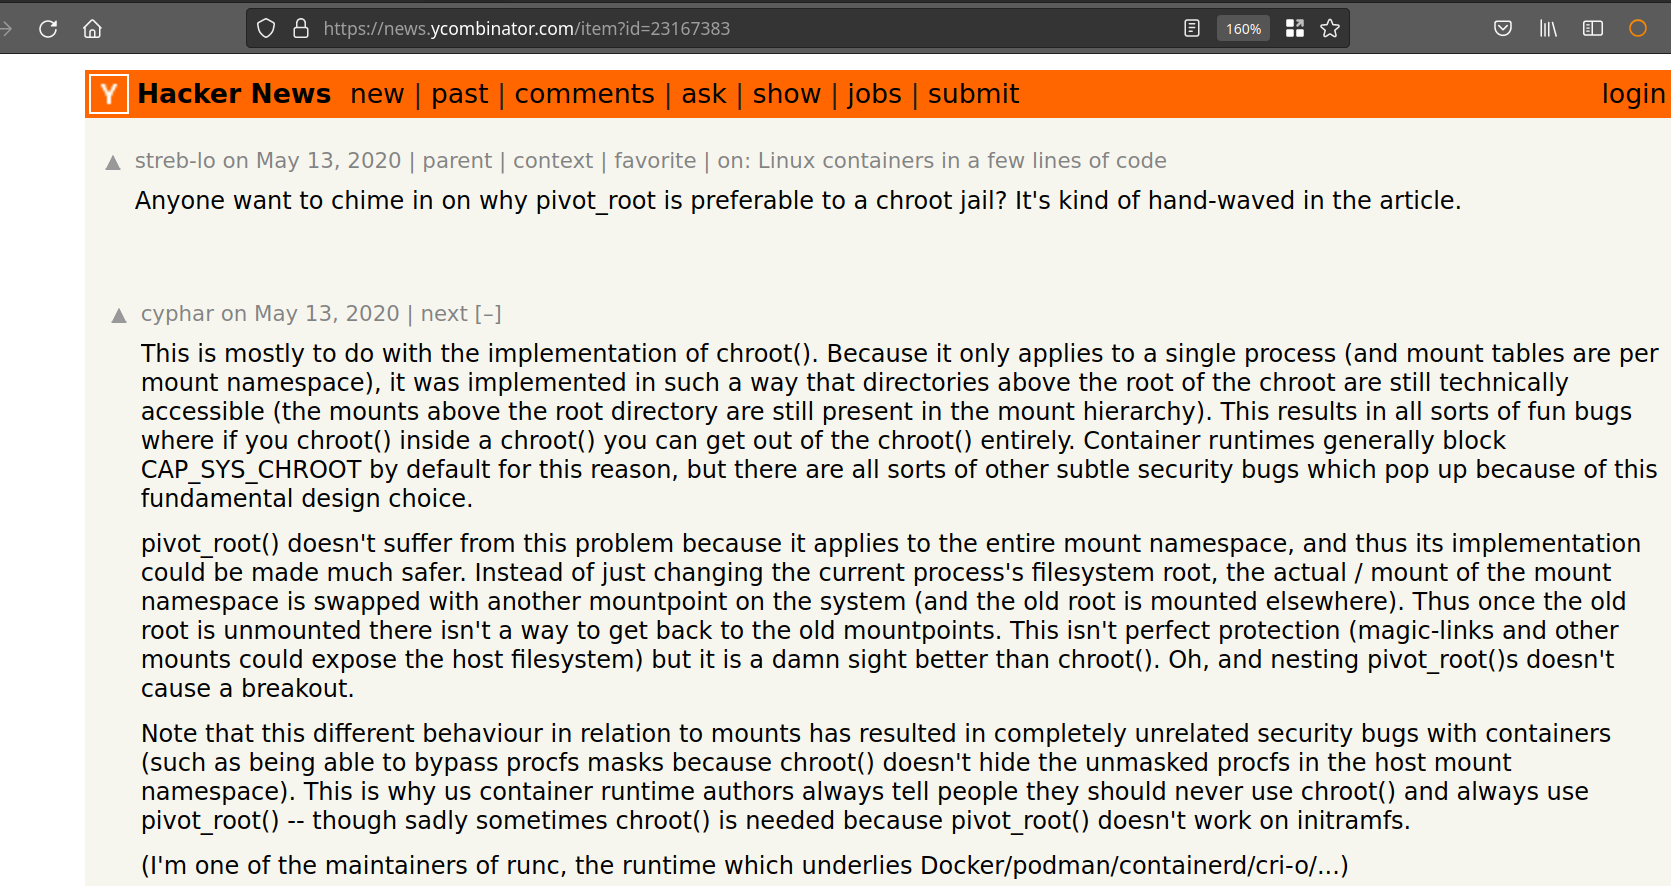 https://news.ycombinator.com/item?id=23167383 160%
Y Hacker News new | past | comments | ask | show | jobs | submit login
▲ streb-lo on May 13, 2020 | parent | context | favorite | on: Linux containers in a few lines of code
Anyone want to chime in on why pivot_root is preferable to a chroot jail? It's kind of hand-waved in the article.
▲ cyphar on May 13, 2020 | next [–]
This is mostly to do with the implementation of chroot(). Because it only applies to a single process (and mount tables are per
mount namespace), it was implemented in such a way that directories above the root of the chroot are still technically
accessible (the mounts above the root directory are still present in the mount hierarchy). This results in all sorts of fun bugs
where if you chroot() inside a chroot() you can get out of the chroot() entirely. Container runtimes generally block
CAP_SYS_CHROOT by default for this reason, but there are all sorts of other subtle security bugs which pop up because of this
fundamental design choice.
pivot_root() doesn't suffer from this problem because it applies to the entire mount namespace, and thus its implementation
could be made much safer. Instead of just changing the current process's filesystem root, the actual / mount of the mount
namespace is swapped with another mountpoint on the system (and the old root is mounted elsewhere). Thus once the old
root is unmounted there isn't a way to get back to the old mountpoints. This isn't perfect protection (magic-links and other
mounts could expose the host filesystem) but it is a damn sight better than chroot(). Oh, and nesting pivot_root()s doesn't
cause a breakout.
Note that this different behaviour in relation to mounts has resulted in completely unrelated security bugs with containers
(such as being able to bypass procfs masks because chroot() doesn't hide the unmasked procfs in the host mount
namespace). This is why us container runtime authors always tell people they should never use chroot() and always use
pivot_root() -- though sadly sometimes chroot() is needed because pivot_root() doesn't work on initramfs.
(I'm one of the maintainers of runc, the runtime which underlies Docker/podman/containerd/cri-o/...)